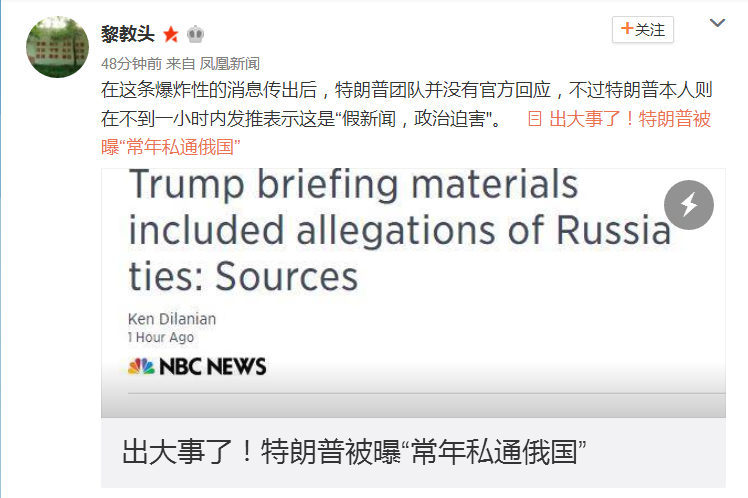 黎教头
+关注
48分钟前 来自 凤凰新闻
在这条爆炸性的消息传出后，特朗普团队并没有官方回应，不过特朗普本人则
在不到一小时内发推表示这是“假新闻，政治迫害"。 出大事了！特朗普被
曝“常年私通俄国”
Trump briefing materials
included allegations of Russia
ties: Sources
Ken Dilanian
1 Hour Ago
NBC NEWS
出大事了！特朗普被曝“常年私通俄国”